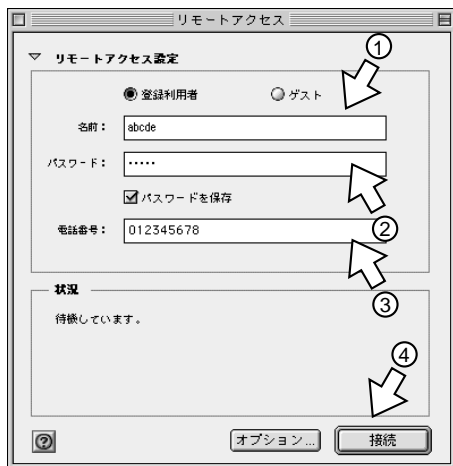 リモートアクセス
①
リモートアクセス設定
登録利用者 ゲスト
名前： abcde
パスワード： •••••
パスワードを保存
②
電話番号： 012345678
③
状況
待機しています。
④
? オプション... 接続